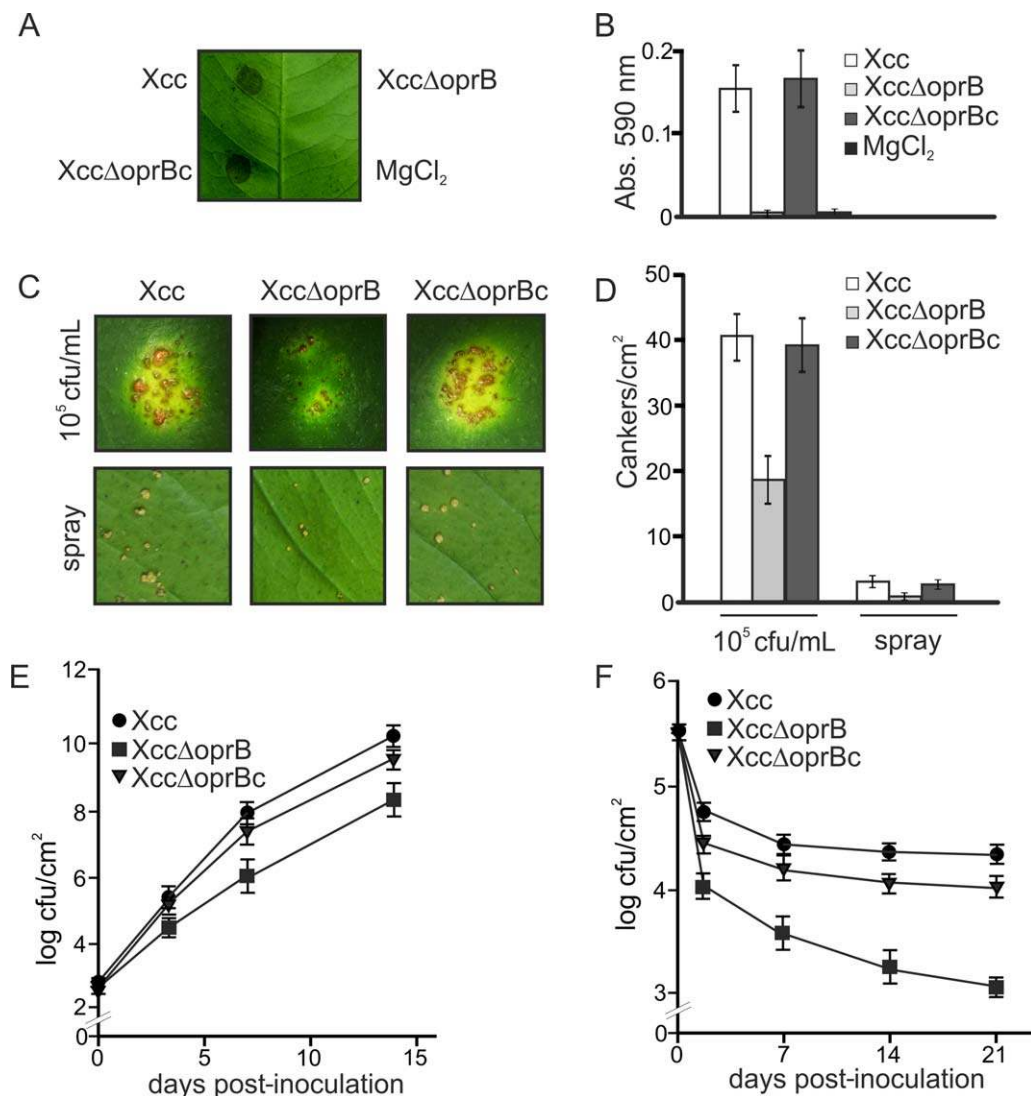 A
Xcc
XccΔoprB
XccΔoprBc
MgCl₂
B
Abs. 590 nm
0.2
0.1
0
Xcc
XccΔoprB
XccΔoprBc
MgCl₂
C
Xcc
XccΔoprB
XccΔoprBc
10⁵ cfu/mL
spray
D
Cankers/cm²
50
40
30
20
10
0
Xcc
XccΔoprB
XccΔoprBc
10⁵ cfu/mL
spray
E
log cfu/cm²
12
10
8
6
4
2
0
Xcc
XccΔoprB
XccΔoprBc
0
5
10
15
days post-inoculation
F
log cfu/cm²
6
5
4
3
0
Xcc
XccΔoprB
XccΔoprBc
0
7
14
21
days post-inoculation